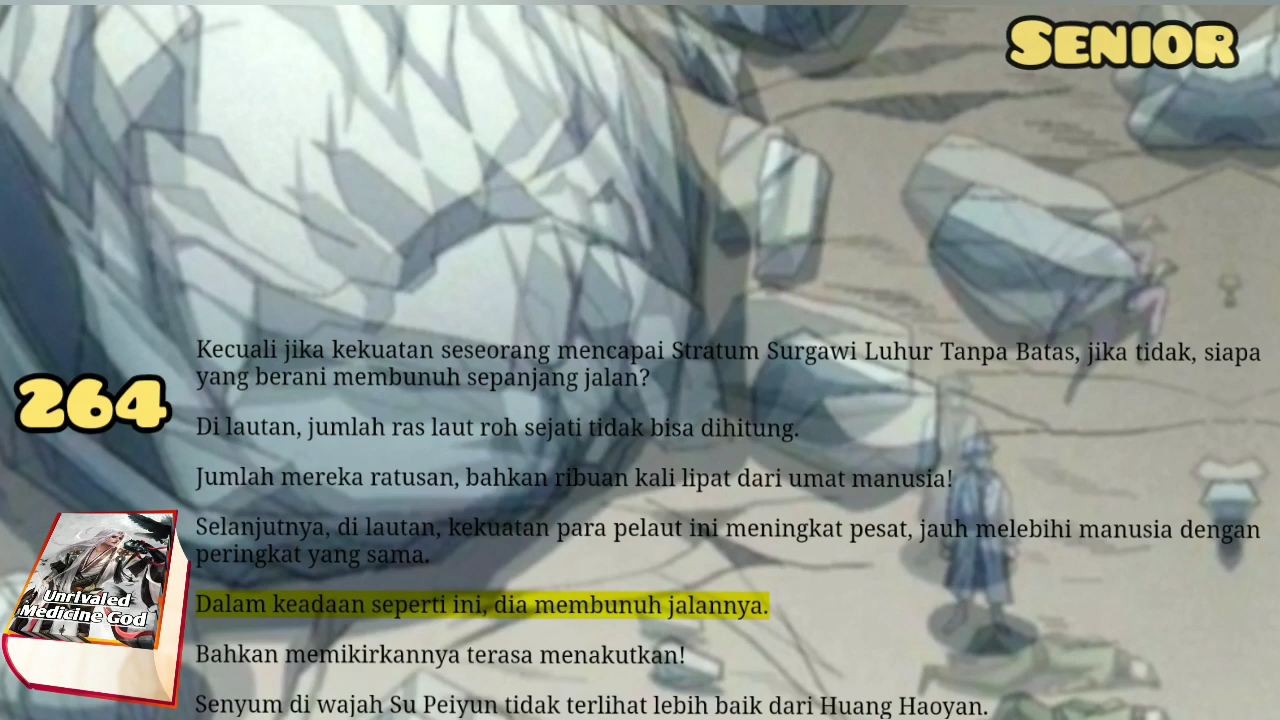 SENIOR
Kecuali jika kekuatan seseorang mencapai Stratum Surgawi Luhur Tanpa Batas, jika tidak, siapa
yang berani membunuh sepanjang jalan?
264
Di lautan, jumlah ras laut roh sejati tidak bisa dihitung.
Jumlah mereka ratusan, bahkan ribuan kali lipat dari umat manusia!
Selanjutnya, di lautan, kekuatan para pelaut ini meningkat pesat, jauh melebihi manusia dengan
peringkat yang sama.
Unrivaled
Medicine God
Dalam keadaan seperti ini, dia membunuh jalannya.
Bahkan memikirkannya terasa menakutkan!
Senyum di wajah Su Peiyun tidak terlihat lebih baik dari Huang Haoyan.